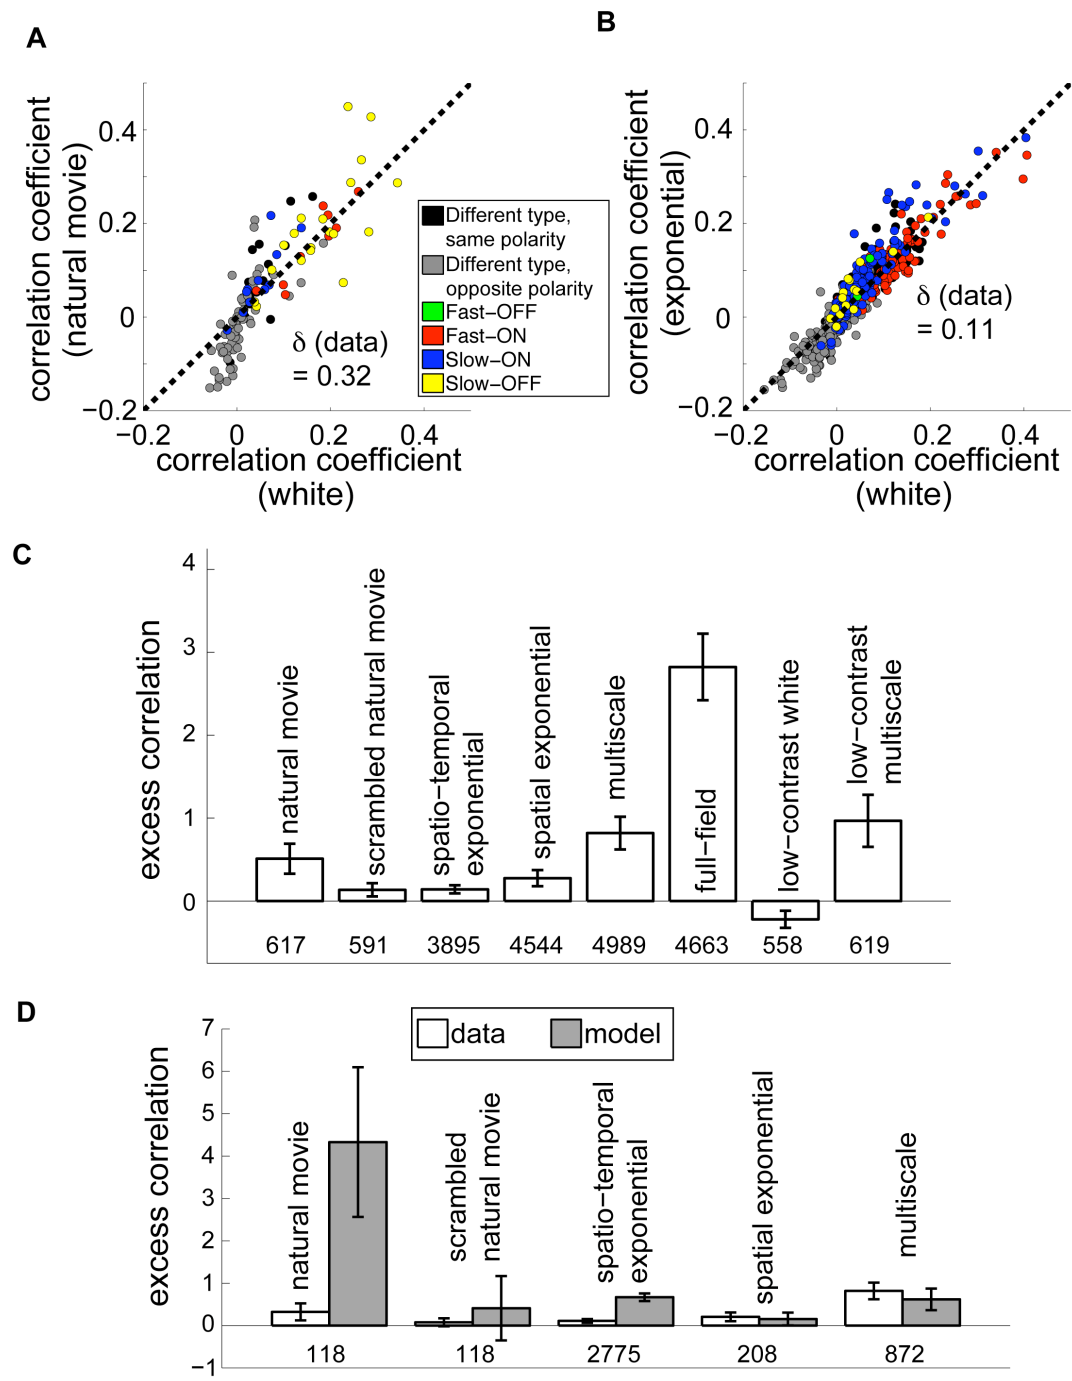 A
correlation coefficient
(natural movie)
0.4
0.2
0
−0.2
−0.2
0
0.2
0.4
correlation coefficient
(white)
δ (data)
= 0.32
Different type,
same polarity
Different type,
opposite polarity
Fast−OFF
Fast−ON
Slow−ON
Slow−OFF
B
correlation coefficient
(exponential)
0.4
0.2
0
−0.2
−0.2
0
0.2
0.4
correlation coefficient
(white)
δ (data)
= 0.11
C
excess correlation
4
3
2
1
0
natural movie
scrambled natural movie
spatio−temporal
exponential
spatial exponential
multiscale
full−field
low−contrast white
low−contrast
multiscale
617
591
3895
4544
4989
4663
558
619
D
excess correlation
7
6
5
4
3
2
1
0
−1
data
model
natural movie
scrambled
natural movie
spatio−temporal
exponential
spatial exponential
multiscale
118
118
2775
208
872